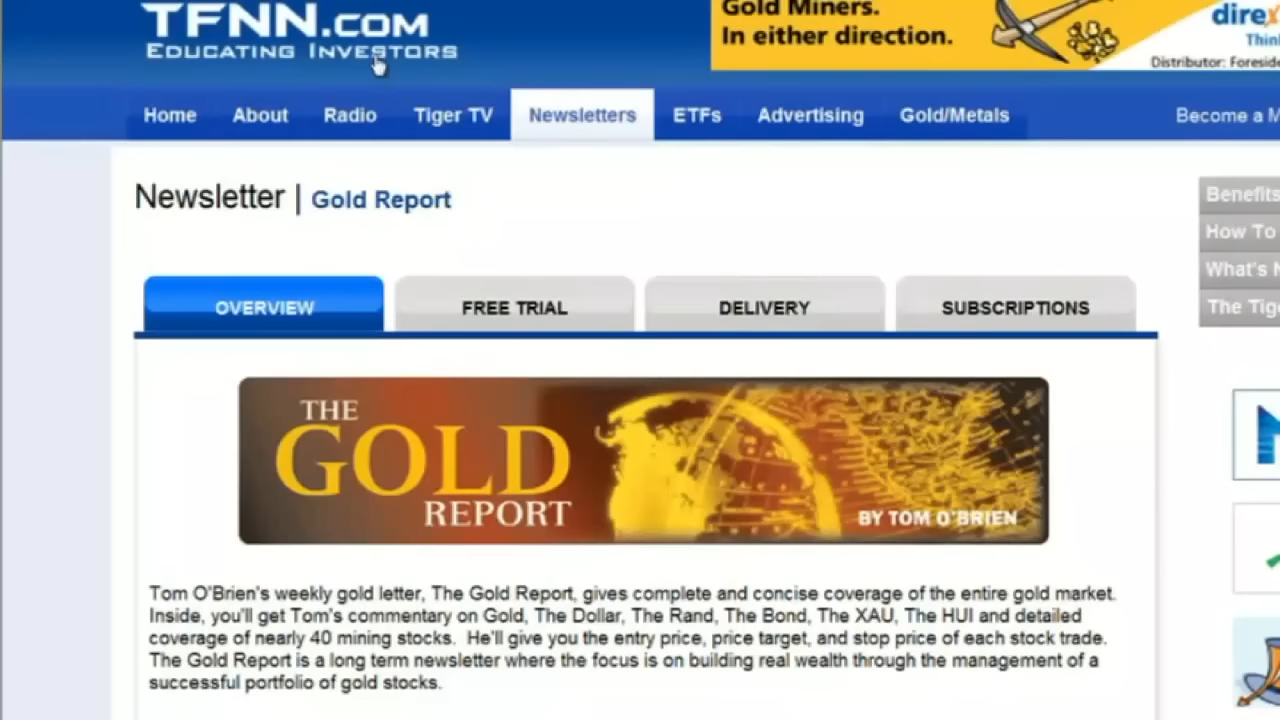 TFNN.COM
EDUCATING INVESTORS
Gold Miners.
In either direction.
Distributor:
Home About Radio Tiger TV Newsletters ETFs Advertising Gold/Metals Become a
Newsletter | Gold Report
Benefits
How To
What's
The
OVERVIEW FREE TRIAL DELIVERY SUBSCRIPTIONS
THE
GOLD
REPORT
BY TOM O'BRIEN
Tom O'Brien's weekly gold letter, The Gold Report, gives complete and concise coverage of the entire gold market.
Inside, you'll get Tom's commentary on Gold, The Dollar, The Rand, The Bond, The XAU, The HUI and detailed
coverage of nearly 40 mining stocks. He'll give you the entry price, price target, and stop price of each stock trade.
The Gold Report is a long term newsletter where the focus is on building real wealth through the management of a
successful portfolio of gold stocks.